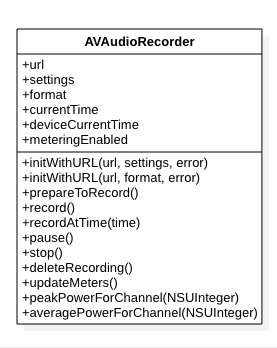 AVAudioRecorder
+url
+settings
+format
+currentTime
+deviceCurrentTime
+meteringEnabled
+initWithURL(url, settings, error)
+initWithURL(url, format, error)
+prepareToRecord()
+record()
+recordAtTime(time)
+pause()
+stop()
+deleteRecording()
+updateMeters()
+peakPowerForChannel(NSUInteger)
+averagePowerForChannel(NSUInteger)